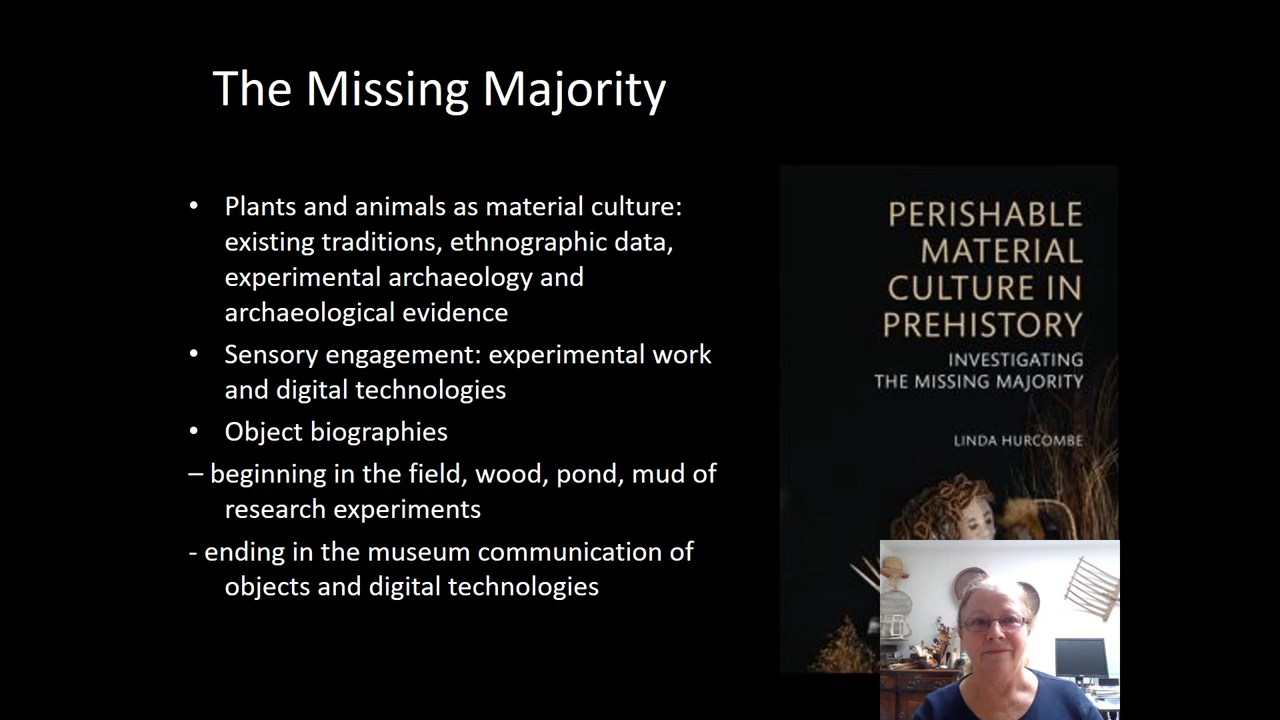 The Missing Majority
• Plants and animals as material culture:
existing traditions, ethnographic data,
experimental archaeology and
archaeological evidence
• Sensory engagement: experimental work
and digital technologies
• Object biographies
– beginning in the field, wood, pond, mud of
research experiments
- ending in the museum communication of
objects and digital technologies
PERISHABLE
MATERIAL
CULTURE IN
PREHISTORY
INVESTIGATING
THE MISSING MAJORITY
LINDA HURCOMBE